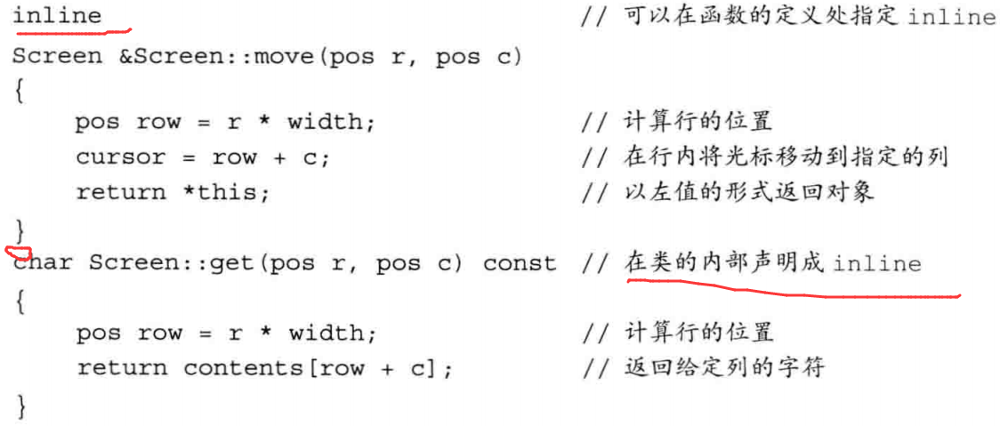 inline // 可以在函数的定义处指定 inline
Screen &Screen::move(pos r, pos c)
{
pos row = r * width; // 计算行的位置
cursor = row + c; // 在行内将光标移动到指定的列
return *this; // 以左值的形式返回对象
}
char Screen::get(pos r, pos c) const // 在类的内部声明成 inline
{
pos row = r * width; // 计算行的位置
return contents[row + c]; // 返回给定列的字符
}